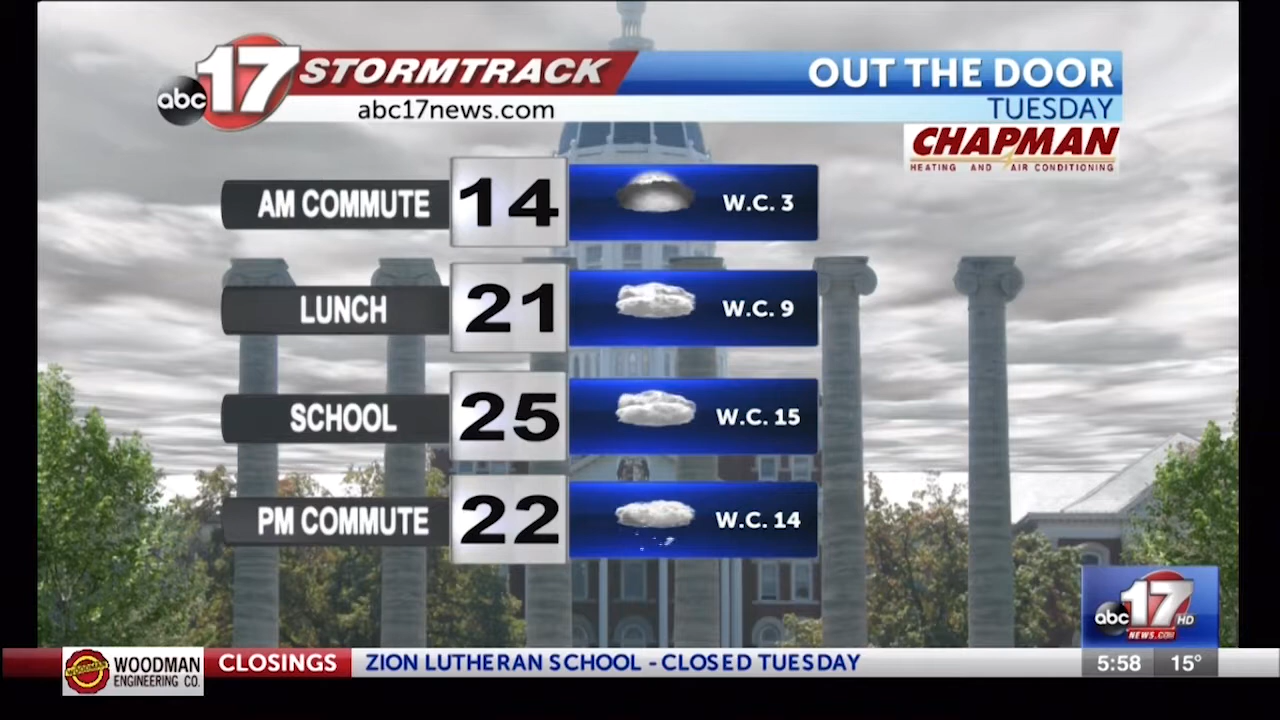 abc 17 STORMTRACK
abc17news.com
OUT THE DOOR
TUESDAY
CHAPMAN
HEATING AND AIR CONDITIONING
AM COMMUTE 14 W.C. 3
LUNCH 21 W.C. 9
SCHOOL 25 W.C. 15
PM COMMUTE 22 W.C. 14
abc 17 HD
NEWS.COM
5:58 15°
WOODMAN
WOODMAN
ENGINEERING CO.
CLOSINGS
ZION LUTHERAN SCHOOL - CLOSED TUESDAY